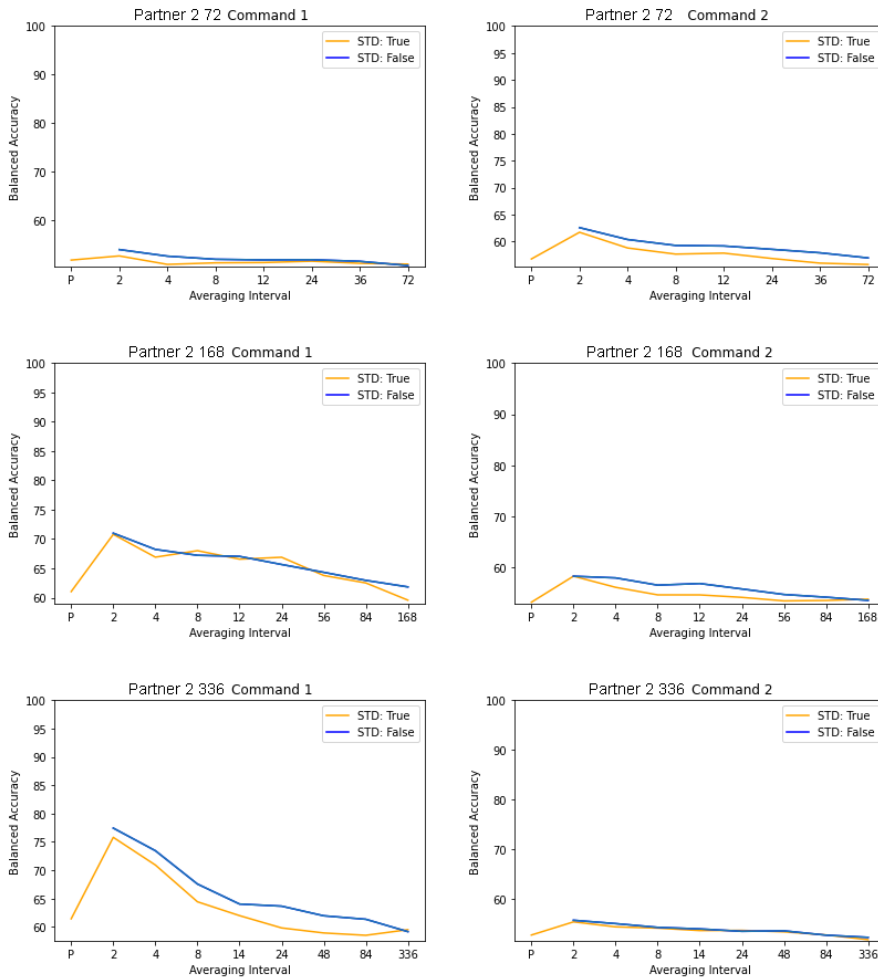 Partner 2 72 Command 1
100
90
80
70
60
Balanced Accuracy
STD: True
STD: False
P 2 4 8 12 24 36 72
Averaging Interval
Partner 2 72 Command 2
100
95
90
85
80
75
70
65
60
Balanced Accuracy
STD: True
STD: False
P 2 4 8 12 24 36 72
Averaging Interval
Partner 2 168 Command 1
100
95
90
85
80
75
70
65
60
Balanced Accuracy
STD: True
STD: False
P 2 4 8 12 24 56 84 168
Averaging Interval
Partner 2 168 Command 2
100
90
80
70
60
Balanced Accuracy
STD: True
STD: False
P 2 4 8 12 24 56 84 168
Averaging Interval
Partner 2 336 Command 1
100
95
90
85
80
75
70
65
60
Balanced Accuracy
STD: True
STD: False
P 2 4 8 14 24 48 84 336
Averaging Interval
Partner 2 336 Command 2
100
90
80
70
60
Balanced Accuracy
STD: True
STD: False
P 2 4 8 14 24 48 84 336
Averaging Interval